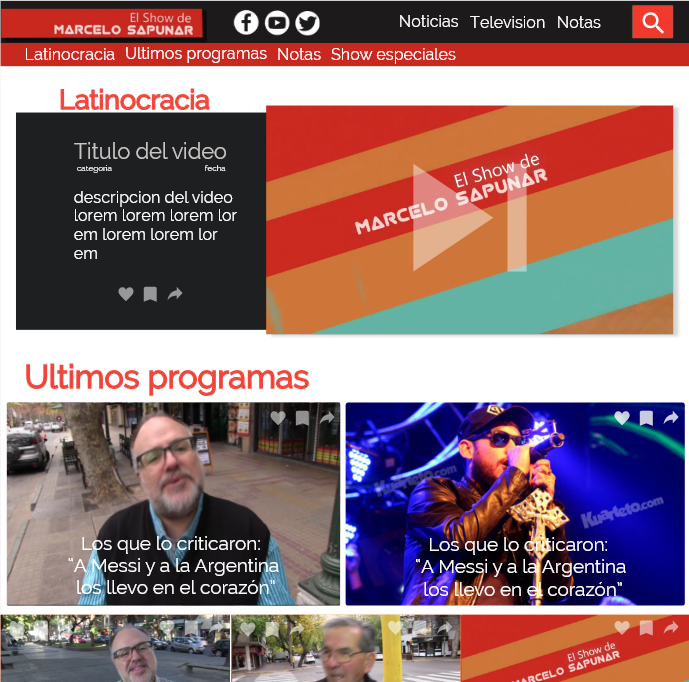 El Show de
MARCELO SAPUNAR
Noticias Television Notas
Latinocracia Ultimos programas Notas Show especiales
Latinocracia
Titulo del video
categoria fecha
descripcion del video
lorem lorem lorem lor
em lorem lorem lor
em
El Show de
MARCELO SAPUNAR
Ultimos programas
Los que lo criticaron:
“A Messi y a la Argentina
los llevo en el corazón”
Kuarteto.com
Kuarteto.com
Los que lo criticaron:
“A Messi y a la Argentina
los llevo en el corazón”
El Show de
MARCELO SAPUNAR